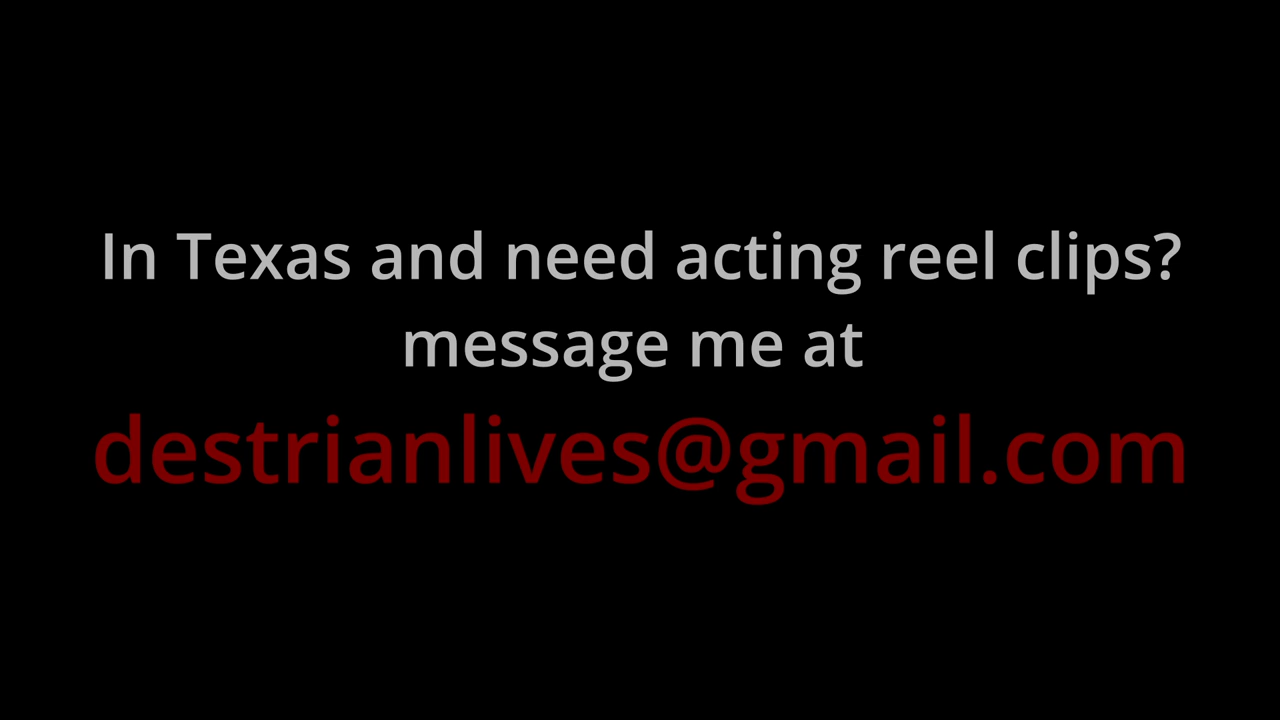 In Texas and need acting reel clips?
message me at
destrianlives@gmail.com